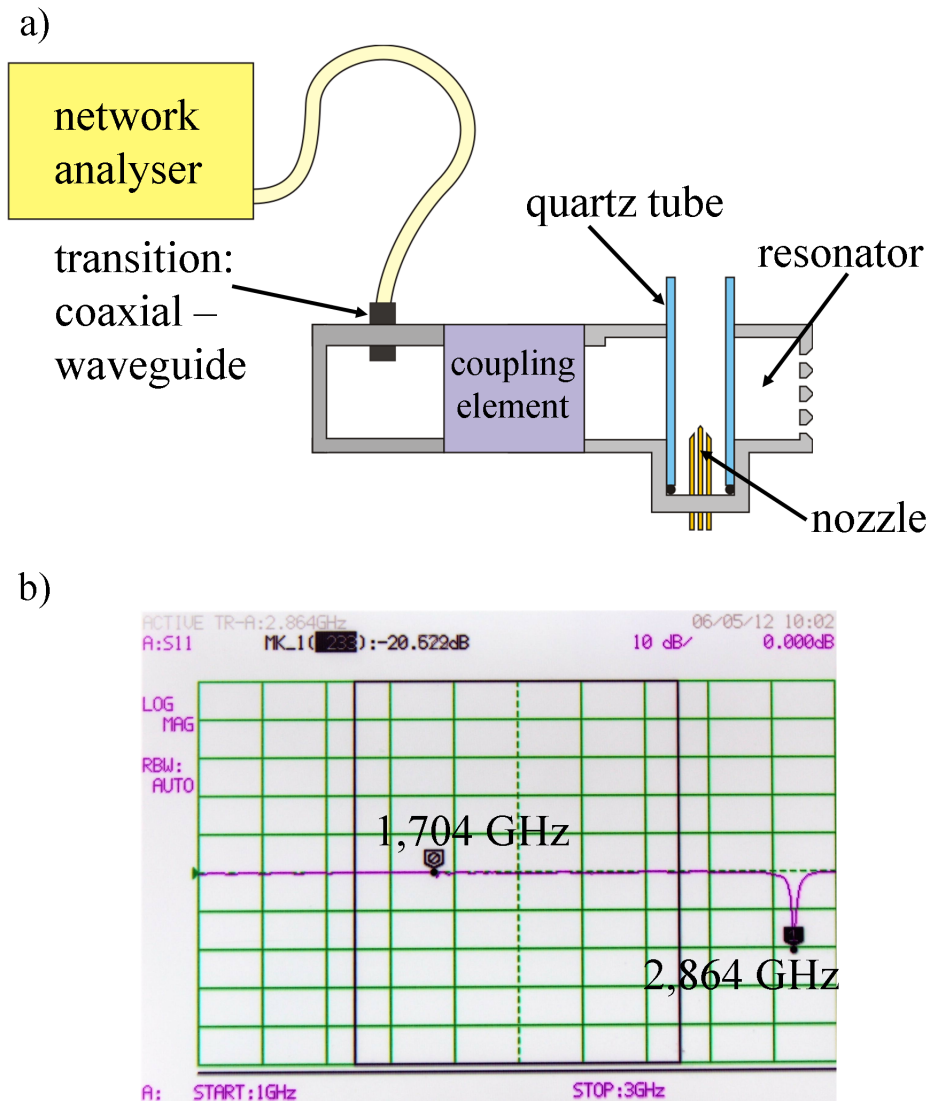 a)
network
analyser
quartz tube
transition:
coaxial –
waveguide
resonator
coupling
element
nozzle
b)
ACTIVE TR-A:2.864GHz
06/05/12 10:02
A:S11
MK_1( 233):-20.522dB
10 dB/
0.000dB
LOG
MAG
RBW:
AUTO
1,704 GHz
2,864 GHz
A:
START:1GHz
STOP:3GHz